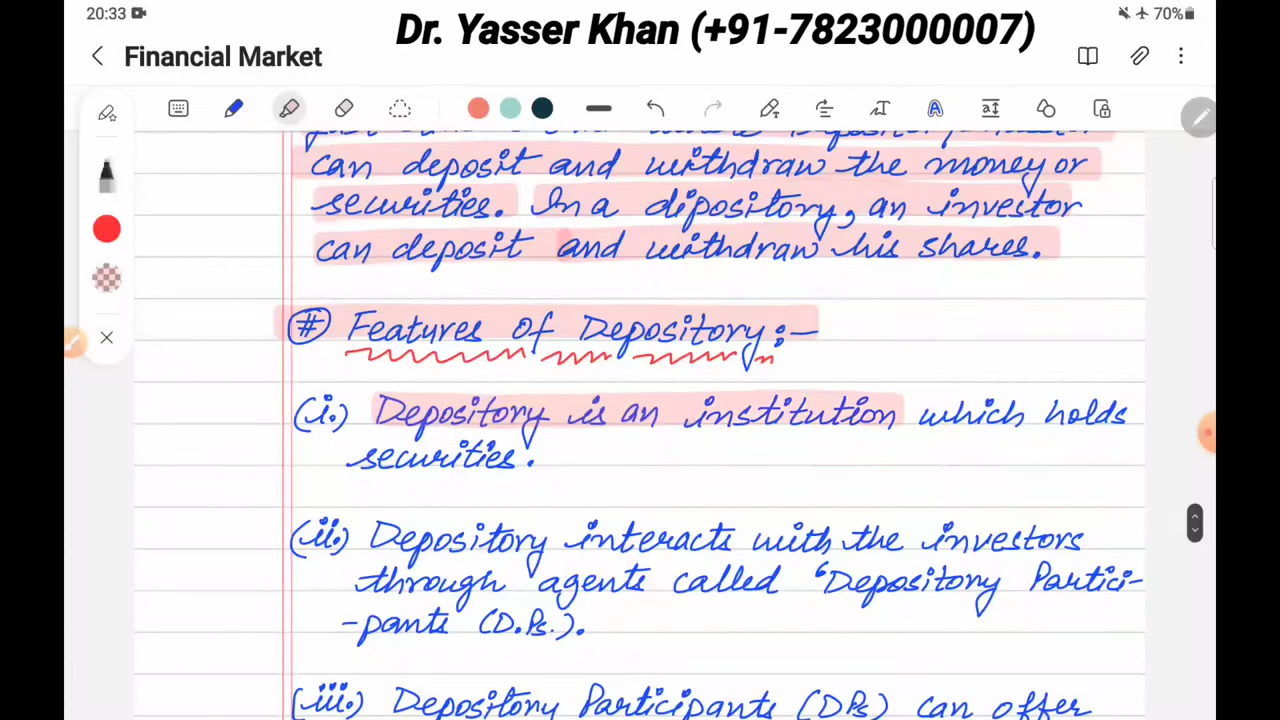 20:33
Dr. Yasser Khan (+91-7823000007)
70%
Financial Market
can deposit and withdraw the money or
securities. In a dipository, an investor
can deposit and withdraw his shares.
# Features of Depository:-
(i.) Depository is an institution which holds
securities.
(ii.) Depository interacts with the investors
through agents called 'Depository Partici-
-pants (D.Ps.).
(iii.) Depository Participants (DPs) can offer